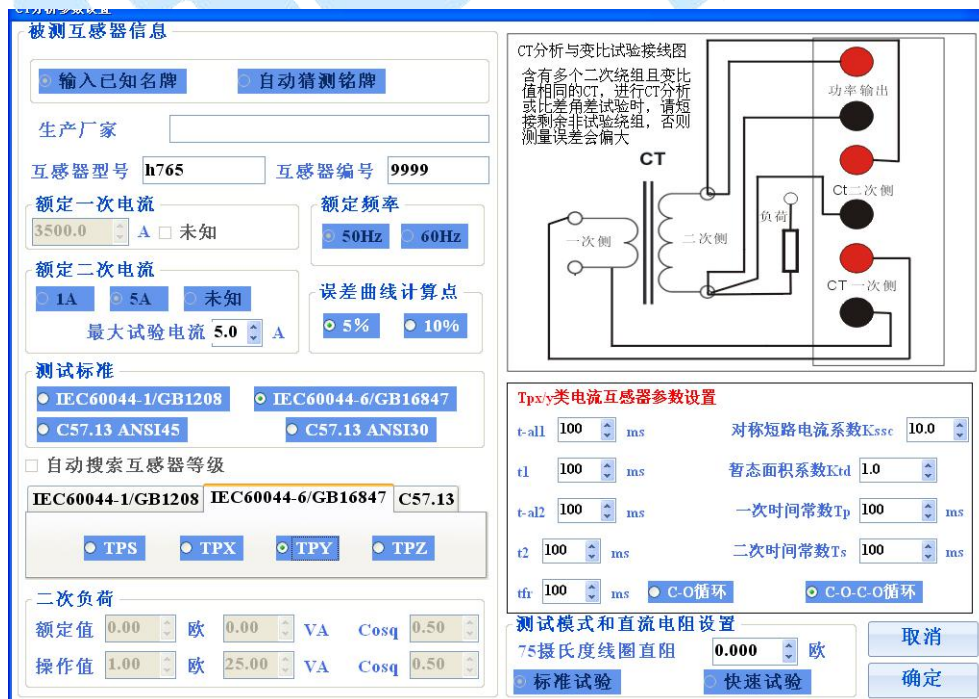 CT分析参数设置
被测互感器信息
输入已知名牌
自动猜测铭牌
生产厂家
互感器型号 h765
互感器编号 9999
额定一次电流
3500.0 A 未知
额定频率
50Hz 60Hz
额定二次电流
1A 5A 未知
最大试验电流 5.0 A
误差曲线计算点
5% 10%
测试标准
IEC60044-1/GB1208 IEC60044-6/GB16847
C57.13 ANSI45 C57.13 ANSI30
自动搜索互感器等级
IEC60044-1/GB1208 IEC60044-6/GB16847 C57.13
TPS TPX TPY TPZ
二次负荷
额定值 0.00 欧 0.00 VA Cosq 0.50
操作值 1.00 欧 25.00 VA Cosq 0.50
CT分析与变比试验接线图
含有多个二次绕组且变比
值相同的CT，进行CT分析
或比差角差试验时，请短
接剩余非试验绕组，否则
测量误差会偏大
CT
一次侧
二次侧
负荷
功率输出
Ct二次侧
CT一次侧
Tpx/y类电流互感器参数设置
t-al1 100 ms 对称短路电流系数Kssc 10.0
t1 100 ms 暂态面积系数Ktd 1.0
t-al2 100 ms 一次时间常数Tp 100 ms
t2 100 ms 二次时间常数Ts 100 ms
tfr 100 ms C-O循环 C-O-C-O循环
测试模式和直流电阻设置
75摄氏度线圈直阻 0.000 欧
标准试验 快速试验
取消
确定